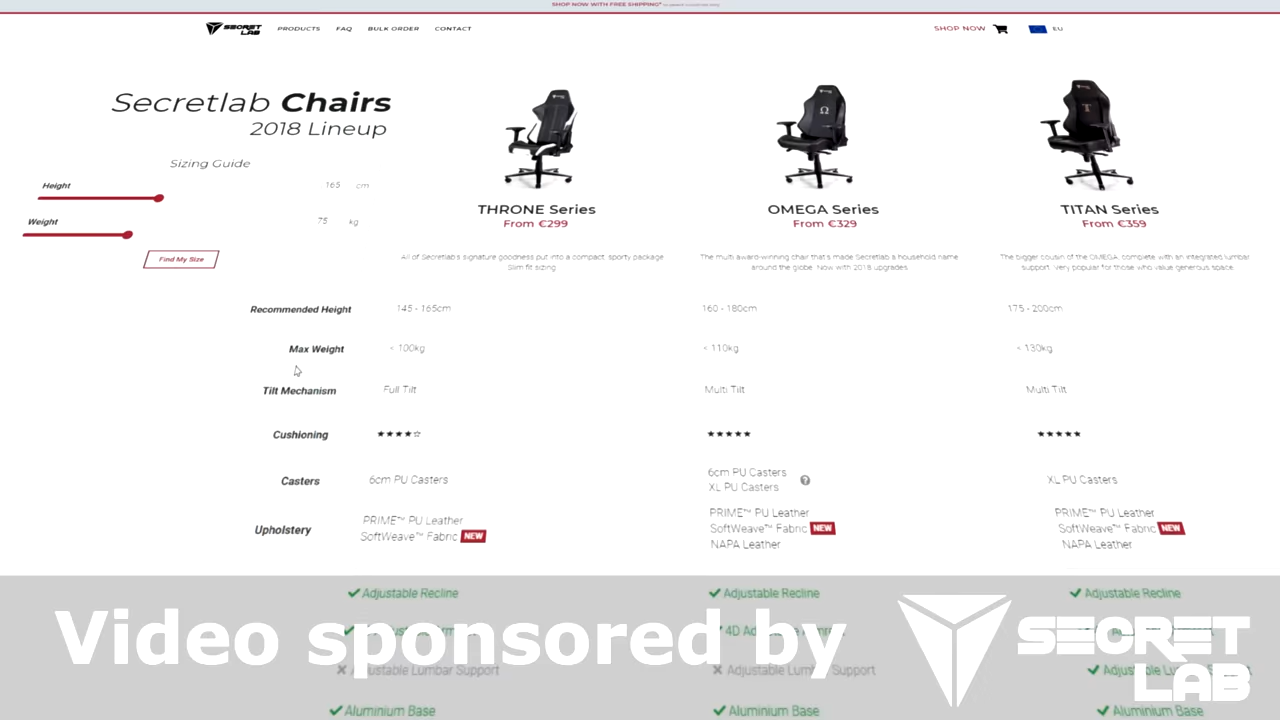 SHOP NOW WITH FREE SHIPPING*
SECRET LAB
PRODUCTS FAQ BULK ORDER CONTACT
SHOP NOW EU
Secretlab Chairs
2018 Lineup
Sizing Guide
Height 165 cm
Weight 75 kg
Find My Size
THRONE Series OMEGA Series TITAN Series
From €299 From €329 From €359
All of Secretlab's signature goodness put into a compact, sporty package. The multi award-winning chair that's made Secretlab a household name The bigger cousin of the OMEGA, complete with an integrated lumbar
Slim fit sizing. around the globe. Now with 2018 upgrades. support. Very popular for those who value generous space.
Recommended Height 145 - 165cm 160 - 180cm 175 - 200cm
Max Weight < 100kg < 110kg < 130kg
Tilt Mechanism Full Tilt Multi Tilt Multi Tilt
Cushioning ★★★★☆ ★★★★★ ★★★★★
Casters 6cm PU Casters 6cm PU Casters XL PU Casters
XL PU Casters ?
Upholstery PRIME™ PU Leather PRIME™ PU Leather PRIME™ PU Leather
SoftWeave™ Fabric NEW SoftWeave™ Fabric NEW SoftWeave™ Fabric NEW
NAPA Leather NAPA Leather
Adjustable Recline Adjustable Recline Adjustable Recline
Video sponsored by SECRET LAB
Adjustable Lumbar Support Adjustable Lumbar Support
Aluminium Base Aluminium Base Aluminium Base